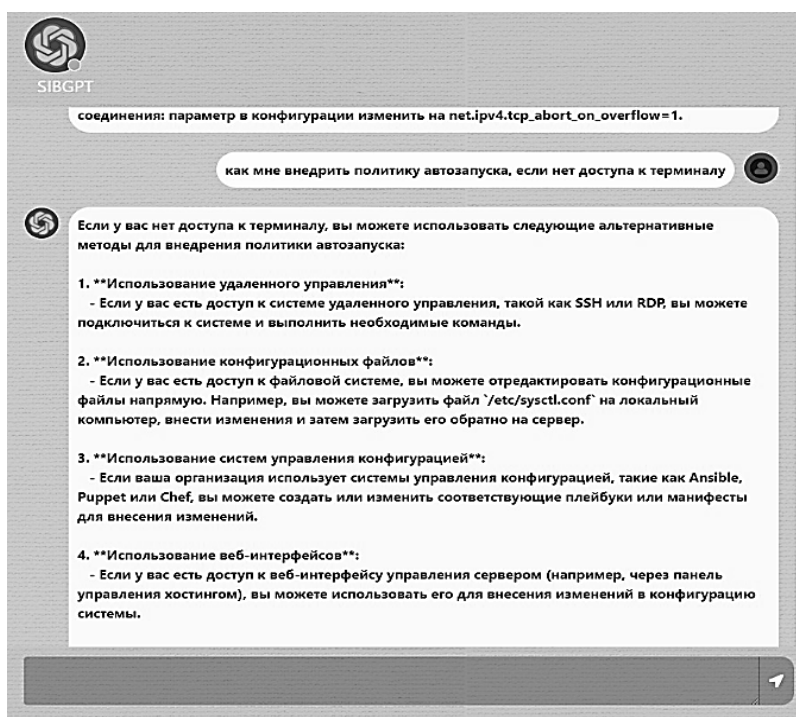 SIBGPT
соединения: параметр в конфигурации изменить на net.ipv4.tcp_abort_on_overflow=1.
как мне внедрить политику автозапуска, если нет доступа к терминалу
Если у вас нет доступа к терминалу, вы можете использовать следующие альтернативные
методы для внедрения политики автозапуска:
1. **Использование удаленного управления**:
- Если у вас есть доступ к системе удаленного управления, такой как SSH или RDP, вы можете
подключиться к системе и выполнить необходимые команды.
2. **Использование конфигурационных файлов**:
- Если у вас есть доступ к файловой системе, вы можете отредактировать конфигурационные
файлы напрямую. Например, вы можете загрузить файл `/etc/sysctl.conf` на локальный
компьютер, внести изменения и затем загрузить его обратно на сервер.
3. **Использование систем управления конфигурацией**:
- Если ваша организация использует системы управления конфигурацией, такие как Ansible,
Puppet или Chef, вы можете создать или изменить соответствующие плейбуки или манифесты
для внесения изменений.
4. **Использование веб-интерфейсов**:
- Если у вас есть доступ к веб-интерфейсу управления сервером (например, через панель
управления хостингом), вы можете использовать его для внесения изменений в конфигурацию
системы.